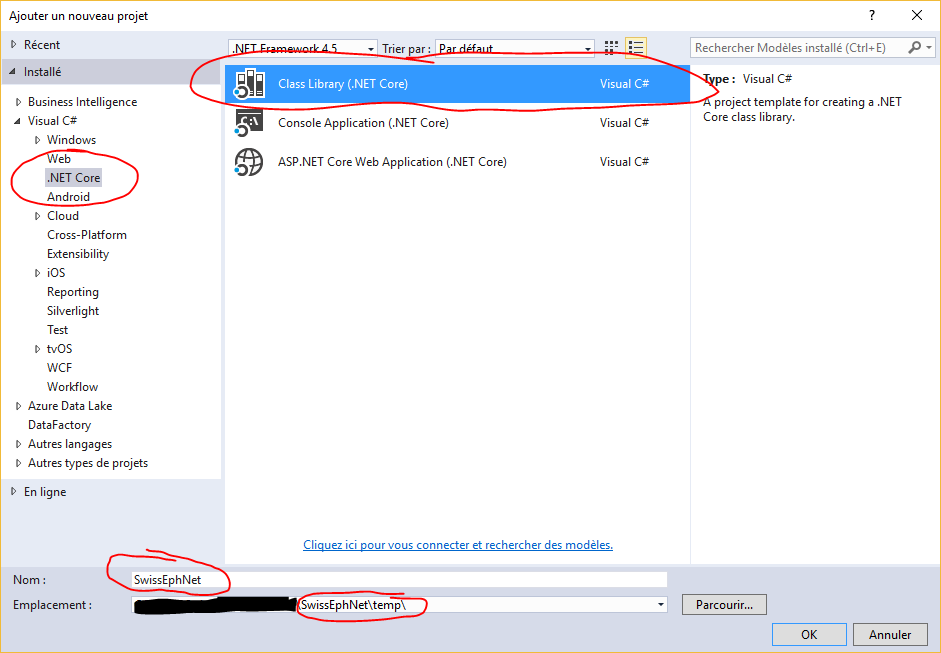 Ajouter un nouveau projet
?
Récent
.NET Framework 4.5
Trier par :
Par défaut
Rechercher Modèles installé (Ctrl+E)
Installé
Business Intelligence
Visual C#
Windows
Web
.NET Core
Android
Cloud
Cross-Platform
Extensibility
iOS
Reporting
Silverlight
Test
tvOS
WCF
Workflow
Azure Data Lake
DataFactory
Autres langages
Autres types de projets
En ligne
C:\
Class Library (.NET Core) Visual C#
Console Application (.NET Core) Visual C#
ASP.NET Core Web Application (.NET Core) Visual C#
Type : Visual C#
A project template for creating a .NET
Core class library.
Cliquez ici pour vous connecter et rechercher des modèles.
Nom : SwissEphNet
Emplacement : SwissEphNet\temp\
Parcourir...
OK Annuler